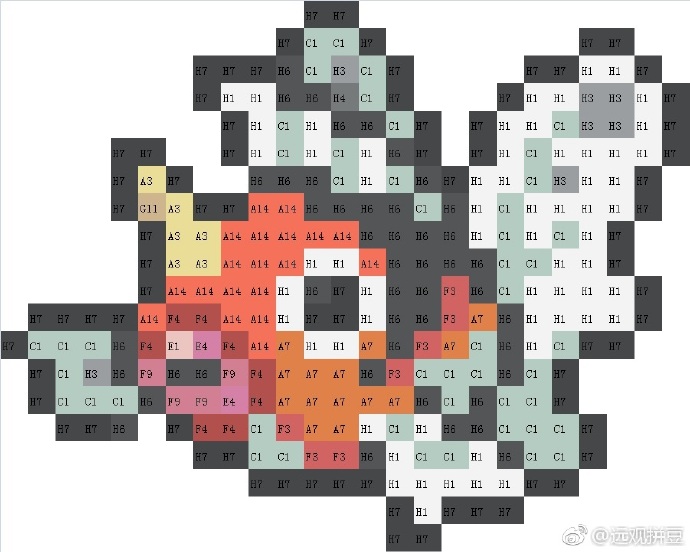 H7 H7
H7 C1 C1 H7 H7 H7
H7 H7 H7 H6 C1 H3 C1 H7 H7 H7 H1 H1 H7
H7 H1 H1 H6 H6 H4 C1 H7 H7 H1 H1 H3 H3 H1 H7
H7 H1 C1 H1 H6 H6 C1 H7 H7 H1 H1 C1 H3 H3 H1 H7
H7 H7 H7 H1 C1 H1 C1 H1 H6 H7 H7 H1 C1 H1 H1 H1 H1 H7
H7 A3 H7 H6 H6 H6 C1 H1 C1 H6 H6 H7 H1 H1 C1 H3 H1 H1 H7
H7 G11 A3 H7 H7 A14 A14 H6 H6 H6 H6 C1 H6 H1 C1 H1 H1 H1 H1 H7
H7 A3 A3 A14 A14 A14 A14 A14 H6 H6 H6 H6 H1 C1 H1 C1 H1 H7
H7 A3 A3 A14 A14 A14 H1 H1 A14 H6 H6 H6 H6 C1 C1 H1 H1 H7
H7 A14 A14 A14 A14 H1 H6 H7 H1 H6 H6 F3 H6 C1 H1 H1 H1 H1 H7
H7 H7 H7 H7 A14 F4 F4 A14 A14 H1 H7 H7 H1 H6 H6 F3 A7 H6 H1 H1 H1 H1 H7
H7 C1 C1 C1 H6 F4 E1 E4 F4 A14 A7 H1 H1 A7 H6 F3 A7 C1 H6 H1 C1 H7 H7
H7 C1 H3 H6 F9 H6 H6 F9 F4 A7 A7 A7 H6 F3 C1 C1 C1 H6 C1 H7
H7 C1 C1 C1 H6 F9 F9 E4 F4 A7 A7 A7 A7 A7 H6 C1 H6 C1 C1 H7
H7 H7 H6 H7 F4 F4 C1 F3 A7 A7 H1 C1 H1 H6 H6 C1 C1 C1 H7
H7 H7 C1 C1 F3 F3 H6 H1 C1 C1 H1 H6 C1 C1 H7
H7 H7 H7 H7 H7 H1 H1 H1 H1 H1 H7 H7
H7 H1 H7 H7 H7
H7 H7
@远观拼豆